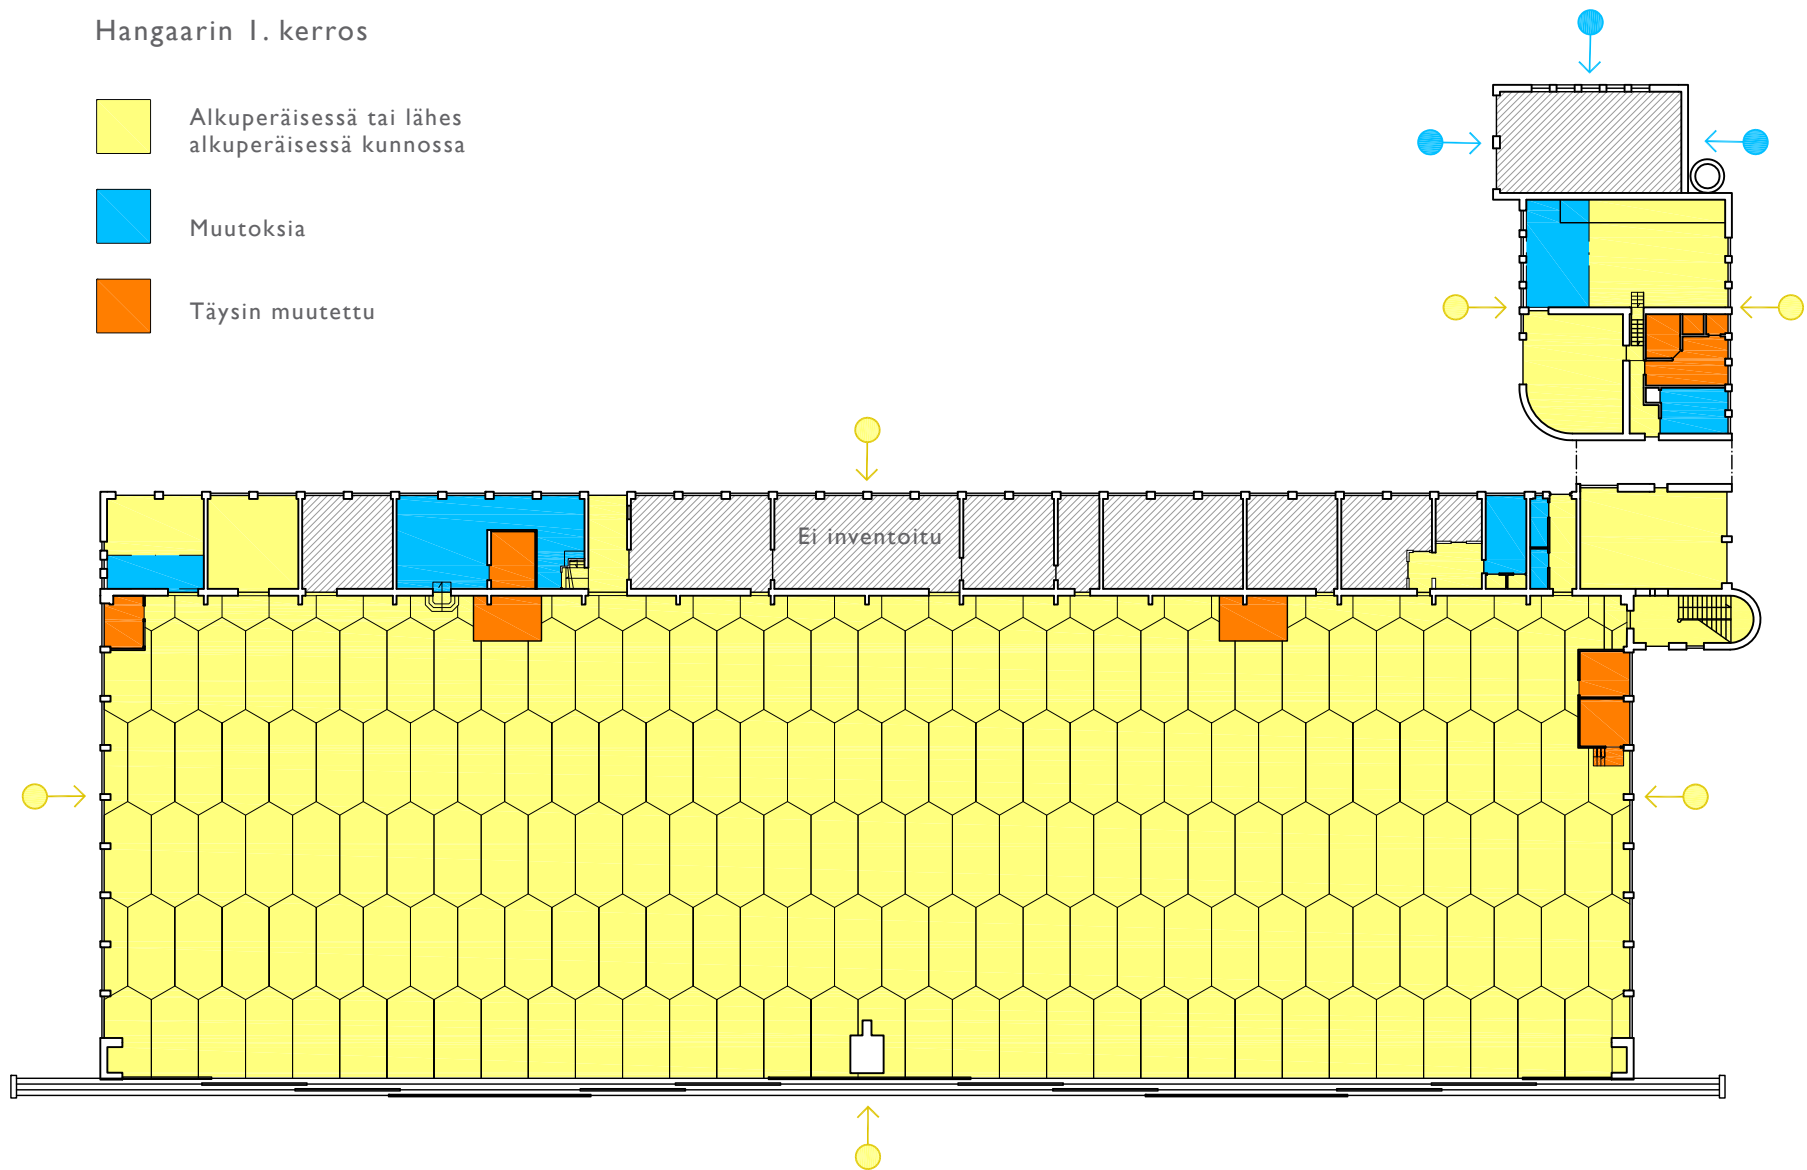 Hangaarin 1. kerros
Alkuperäisessä tai lähes
alkuperäisessä kunnossa
Muutoksia
Täysin muutettu
Ei inventoitu